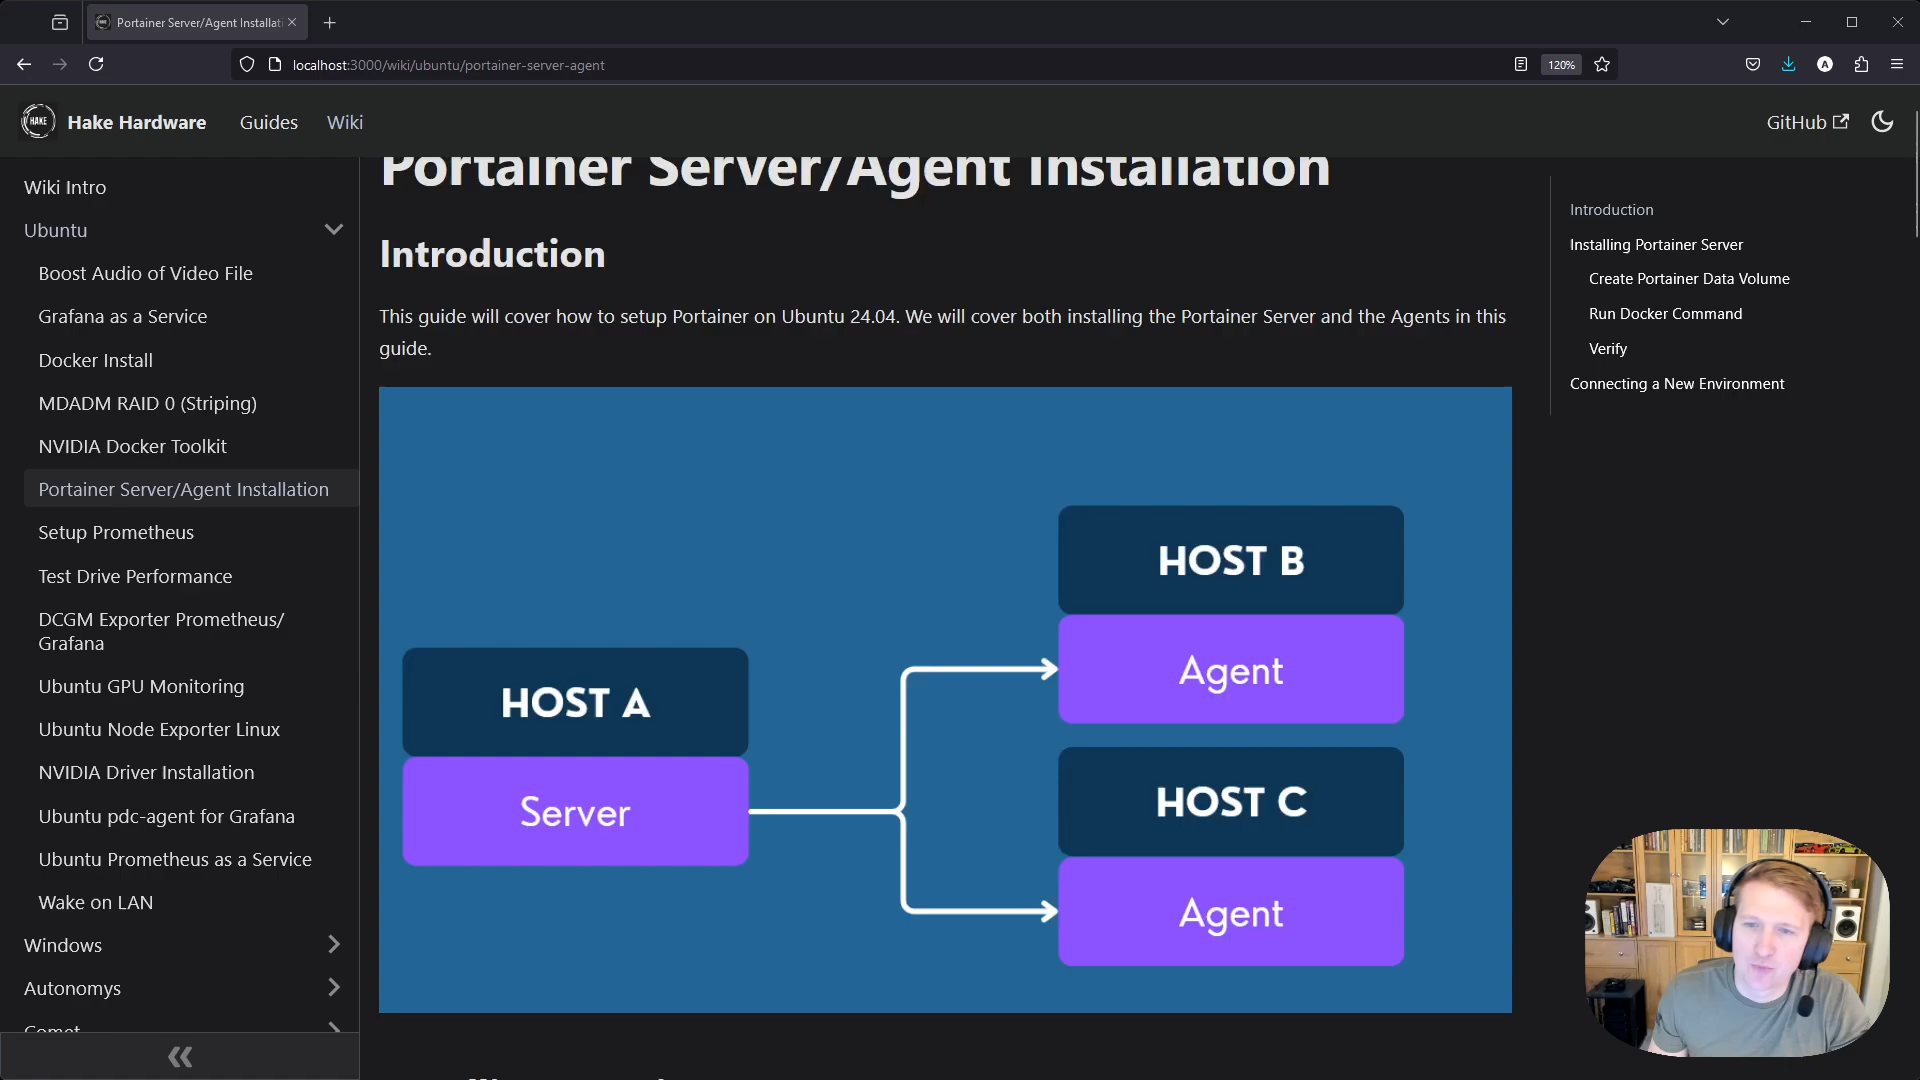 Portainer Server/Agent Installati
localhost:3000/wiki/ubuntu/portainer-server-agent
120%
A
HAKE
Hake Hardware
Guides
Wiki
GitHub
Wiki Intro
Ubuntu
Boost Audio of Video File
Grafana as a Service
Docker Install
MDADM RAID 0 (Striping)
NVIDIA Docker Toolkit
Portainer Server/Agent Installation
Setup Prometheus
Test Drive Performance
DCGM Exporter Prometheus/
Grafana
Ubuntu GPU Monitoring
Ubuntu Node Exporter Linux
NVIDIA Driver Installation
Ubuntu pdc-agent for Grafana
Ubuntu Prometheus as a Service
Wake on LAN
Windows
Autonomys
Comet
Portainer Server/Agent Installation
Introduction
This guide will cover how to setup Portainer on Ubuntu 24.04. We will cover both installing the Portainer Server and the Agents in this
guide.
HOST A
Server
HOST B
Agent
HOST C
Agent
Introduction
Installing Portainer Server
Create Portainer Data Volume
Run Docker Command
Verify
Connecting a New Environment